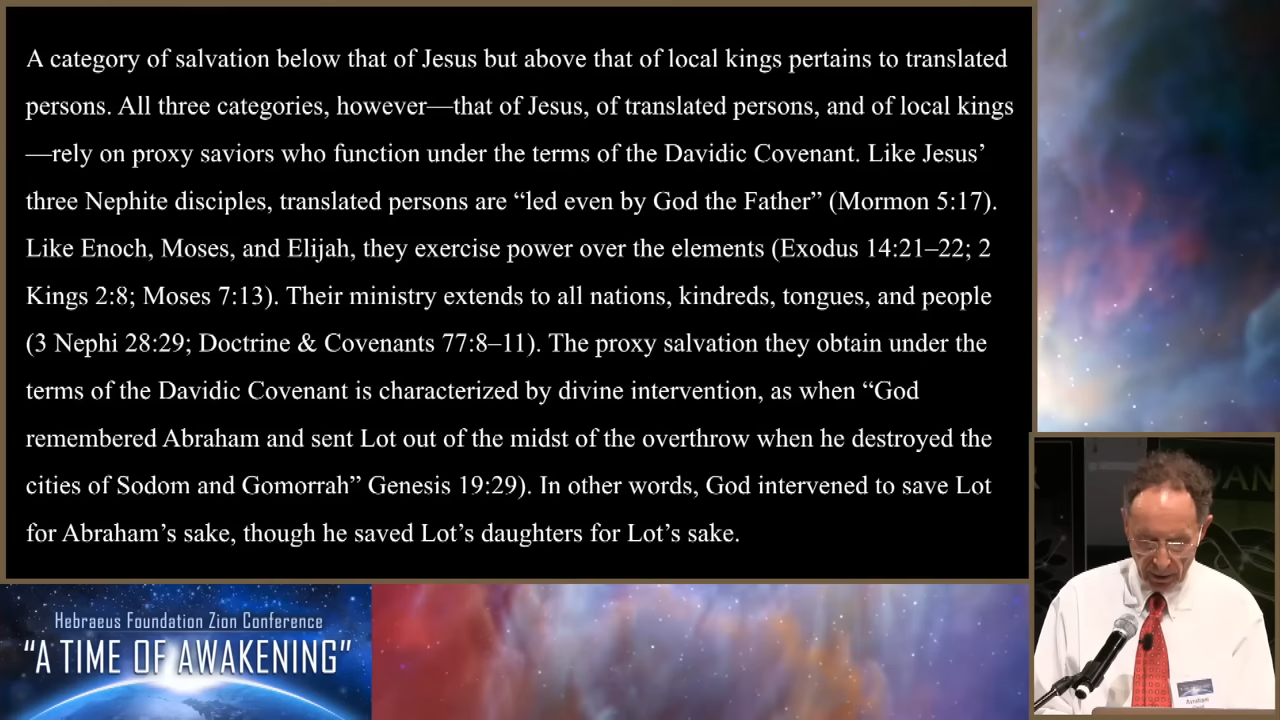 A category of salvation below that of Jesus but above that of local kings pertains to translated
persons. All three categories, however—that of Jesus, of translated persons, and of local kings
—rely on proxy saviors who function under the terms of the Davidic Covenant. Like Jesus’
three Nephite disciples, translated persons are “led even by God the Father” (Mormon 5:17).
Like Enoch, Moses, and Elijah, they exercise power over the elements (Exodus 14:21–22; 2
Kings 2:8; Moses 7:13). Their ministry extends to all nations, kindreds, tongues, and people
(3 Nephi 28:29; Doctrine & Covenants 77:8–11). The proxy salvation they obtain under the
terms of the Davidic Covenant is characterized by divine intervention, as when “God
remembered Abraham and sent Lot out of the midst of the overthrow when he destroyed the
cities of Sodom and Gomorrah” Genesis 19:29). In other words, God intervened to save Lot
for Abraham’s sake, though he saved Lot’s daughters for Lot’s sake.
Hebraeus Foundation Zion Conference
“A TIME OF AWAKENING”
Avraham